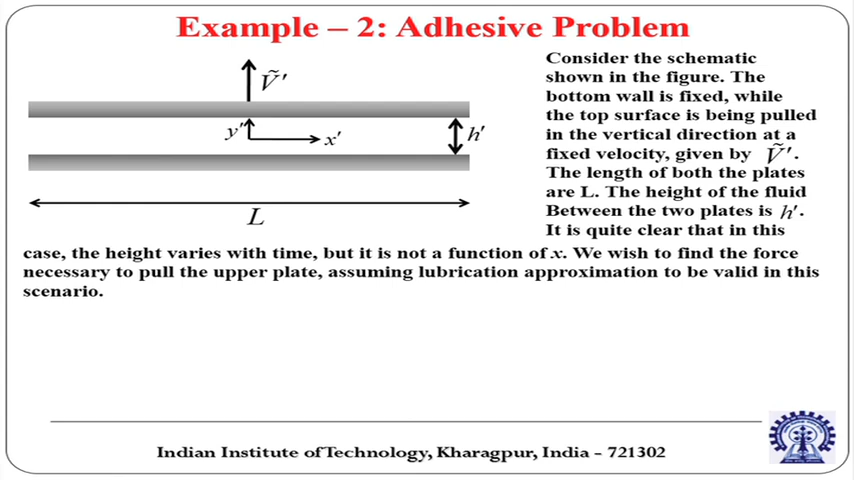 Example – 2: Adhesive Problem
Ṽ′
y′
x′
h′
L
Consider the schematic
shown in the figure. The
bottom wall is fixed, while
the top surface is being pulled
in the vertical direction at a
fixed velocity, given by Ṽ′.
The length of both the plates
are L. The height of the fluid
Between the two plates is h′.
It is quite clear that in this
case, the height varies with time, but it is not a function of x. We wish to find the force
necessary to pull the upper plate, assuming lubrication approximation to be valid in this
scenario.
Indian Institute of Technology, Kharagpur, India - 721302